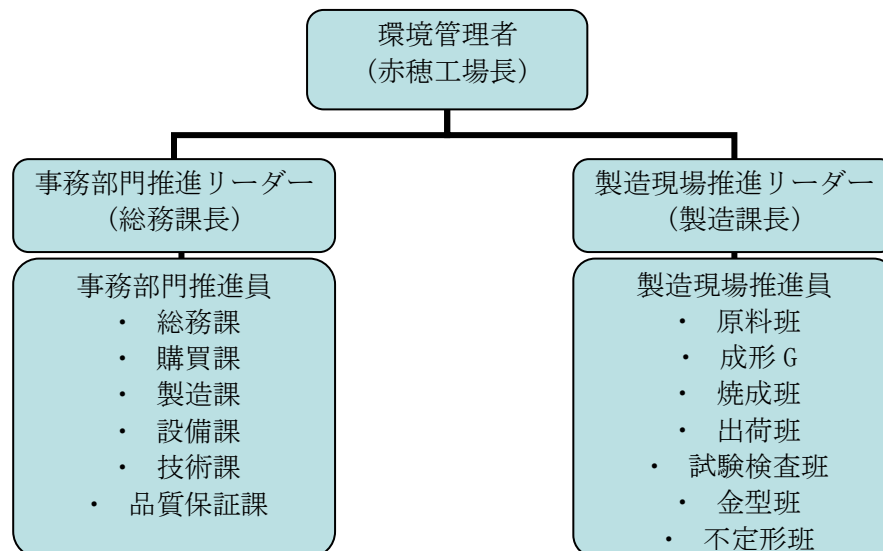 環境管理者
(赤穂工場長)
事務部門推進リーダー
(総務課長)
製造現場推進リーダー
(製造課長)
事務部門推進員
・ 総務課
・ 購買課
・ 製造課
・ 設備課
・ 技術課
・ 品質保証課
製造現場推進員
・ 原料班
・ 成形 G
・ 焼成班
・ 出荷班
・ 試験検査班
・ 金型班
・ 不定形班